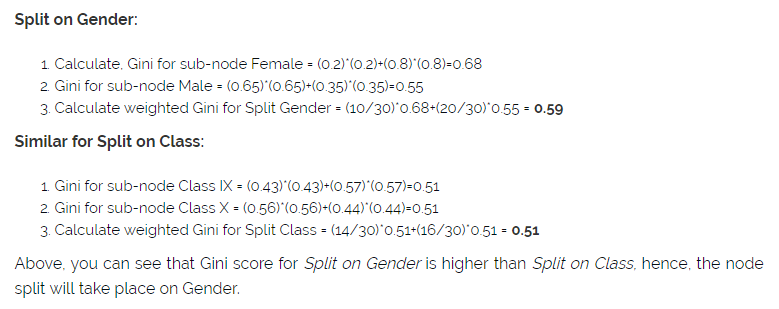 Split on Gender:
1. Calculate, Gini for sub-node Female = (0.2)*(0.2)+(0.8)*(0.8)=0.68
2. Gini for sub-node Male = (0.65)*(0.65)+(0.35)*(0.35)=0.55
3. Calculate weighted Gini for Split Gender = (10/30)*0.68+(20/30)*0.55 = 0.59
Similar for Split on Class:
1. Gini for sub-node Class IX = (0.43)*(0.43)+(0.57)*(0.57)=0.51
2. Gini for sub-node Class X = (0.56)*(0.56)+(0.44)*(0.44)=0.51
3. Calculate weighted Gini for Split Class = (14/30)*0.51+(16/30)*0.51 = 0.51
Above, you can see that Gini score for Split on Gender is higher than Split on Class, hence, the node
split will take place on Gender.